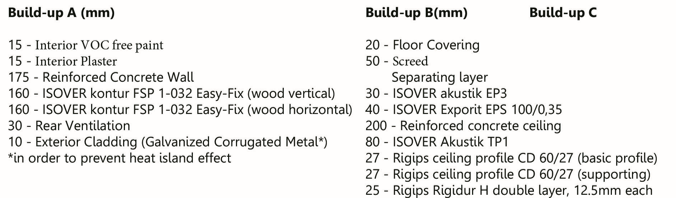 Build-up A (mm)
15 - Interior VOC free paint
15 - Interior Plaster
175 - Reinforced Concrete Wall
160 - ISOVER kontur FSP 1-032 Easy-Fix (wood vertical)
160 - ISOVER kontur FSP 1-032 Easy-Fix (wood horizontal)
30 - Rear Ventilation
10 - Exterior Cladding (Galvanized Corrugated Metal*)
*in order to prevent heat island effect
Build-up B(mm)
20 - Floor Covering
50 - Screed
Separating layer
30 - ISOVER akustik EP3
40 - ISOVER Exporit EPS 100/0,35
200 - Reinforced concrete ceiling
80 - ISOVER Akustik TP1
27 - Rigips ceiling profile CD 60/27 (basic profile)
27 - Rigips ceiling profile CD 60/27 (supporting)
25 - Rigips Rigidur H double layer, 12.5mm each
Build-up C